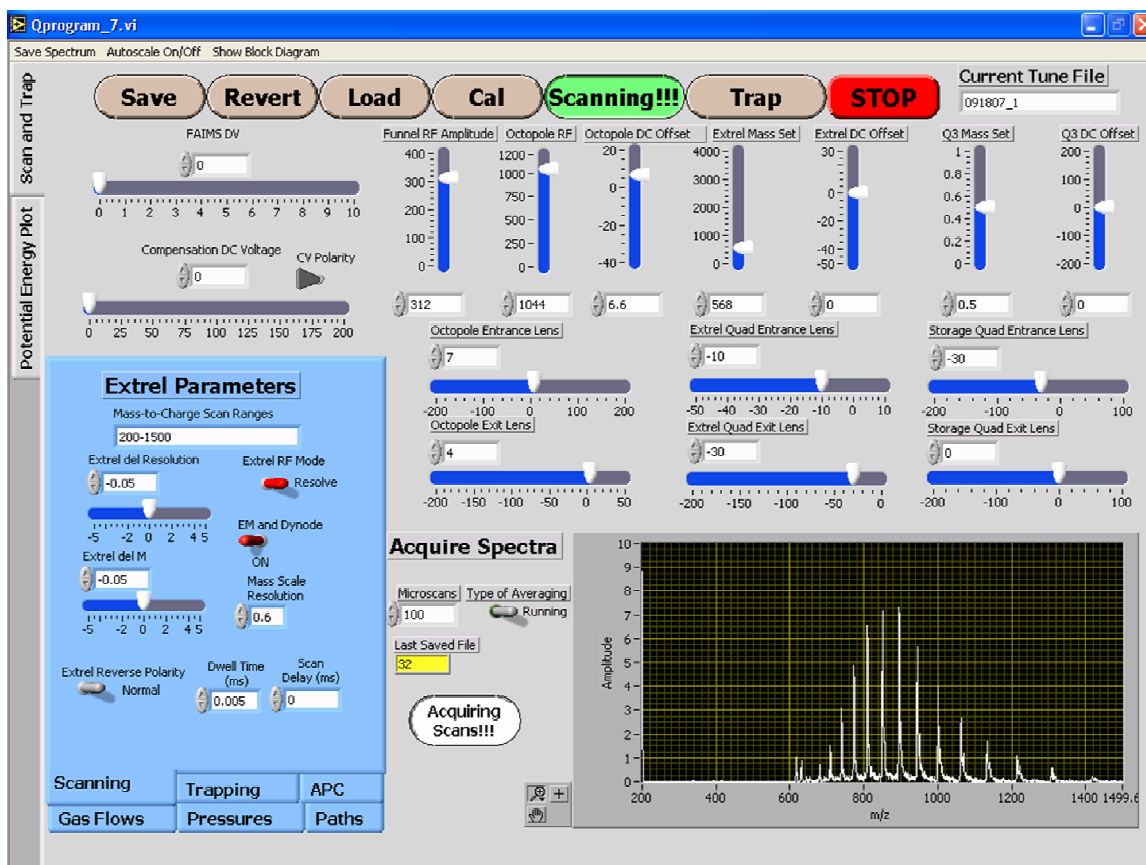 Qprogram_7.vi
Save Spectrum Autoscale On/Off Show Block Diagram
Scan and Trap
Potential Energy Plot
Save Revert Load Cal Scanning!!! Trap STOP
Current Tune File
091807_1
FAIMS DV
0
0 1 2 3 4 5 6 7 8 9 10
Compensation DC Voltage
CV Polarity
0
0 25 50 75 100 125 150 175 200
Funnel RF Amplitude
400
300
200
100
0
312
Octopole RF
1200
1000
750
500
250
0
1044
Octopole DC Offset
20
0
-20
-40
6.6
Extrel Mass Set
4000
3000
2000
1000
0
568
Extrel DC Offset
30
0
-20
-40
-50
0
Q3 Mass Set
1
0.8
0.6
0.4
0.2
0
0.5
Q3 DC Offset
200
100
0
-100
-200
0
Octopole Entrance Lens
7
-200 -100 0 100 200
Octopole Exit Lens
4
-200 -150 -100 -50 0 50
Extrel Quad Entrance Lens
-10
-50 -40 -30 -20 -10 0 10
Extrel Quad Exit Lens
-30
-200 -150 -100 -50 0
Storage Quad Entrance Lens
-30
-200 -100 0 100
Storage Quad Exit Lens
0
-200 -100 0 100
Extrel Parameters
Mass-to-Charge Scan Ranges
200-1500
Extrel del Resolution
-0.05
-5 -2 0 2 4 5
Extrel RF Mode
Resolve
EM and Dynode
ON
Extrel del M
-0.05
-5 -2 0 2 4 5
Mass Scale
Resolution
0.6
Extrel Reverse Polarity
Normal
Dwell Time
(ms)
0.005
Scan
Delay (ms)
0
Scanning Trapping APC
Gas Flows Pressures Paths
Acquire Spectra
Microscans
100
Type of Averaging
Running
Last Saved File
32
Acquiring
Scans!!!
Amplitude
10
9
8
7
6
5
4
3
2
1
0
200 400 600 800 1000 1200 1400 1499.6
m/z